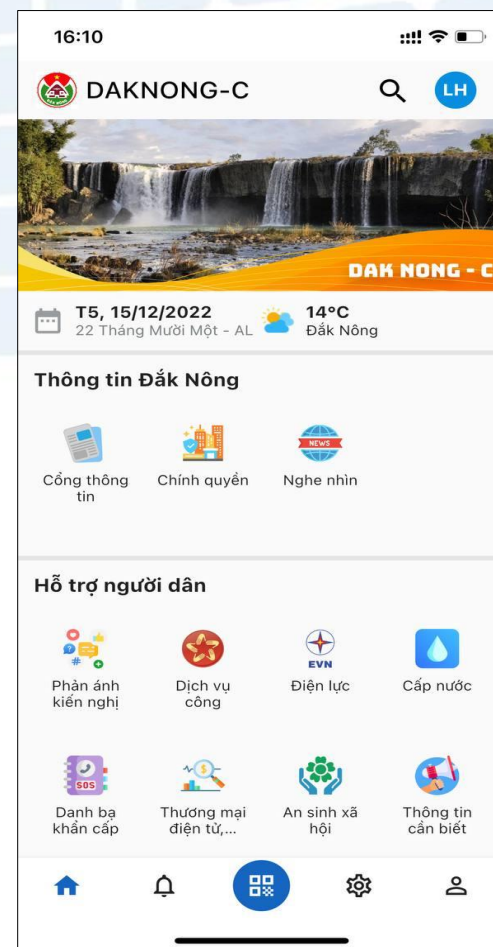 16:10
DAKNONG-C
LH
DAK NONG - C
T5, 15/12/2022
22 Tháng Mười Một - AL
14°C
Đắk Nông
Thông tin Đắk Nông
NEWS
Cổng thông
tin
Chính quyền
Nghe nhìn
Hỗ trợ người dân
EVN
Phản ánh
kiến nghị
Dịch vụ
công
Điện lực
Cấp nước
SOS
Danh bạ
khẩn cấp
Thương mại
điện tử,...
An sinh xã
hội
Thông tin
cần biết